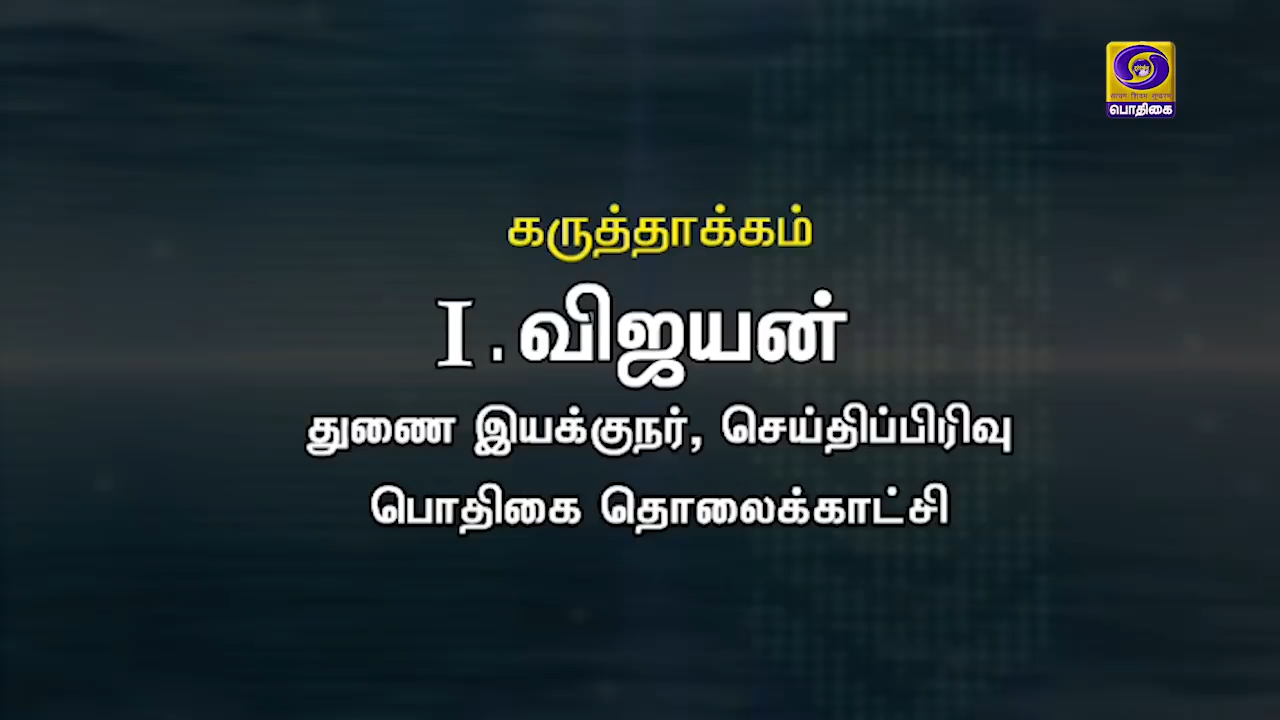 பொதிகை
கருத்தாக்கம்
I. விஜயன்
துணை இயக்குநர், செய்திப்பிரிவு
பொதிகை தொலைக்காட்சி